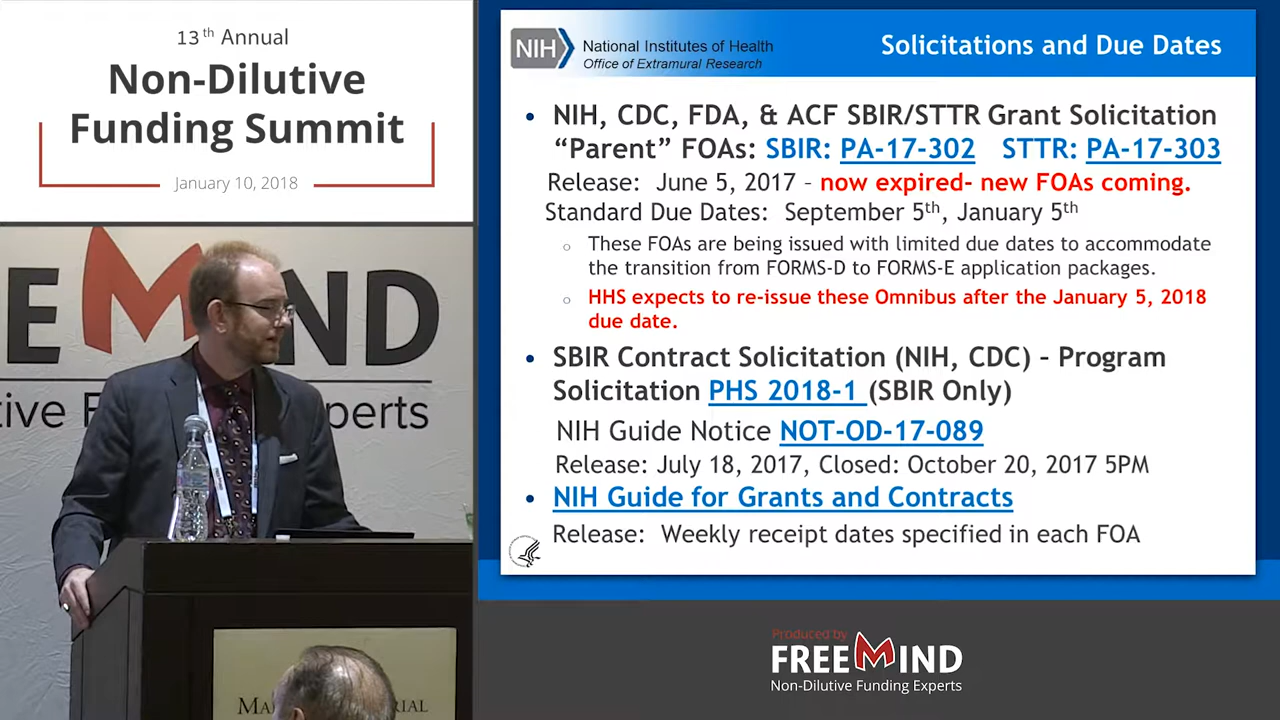 13th Annual
Non-Dilutive
Funding Summit
January 10, 2018
E M IND
tive F perts
NIH
National Institutes of Health
Office of Extramural Research
Solicitations and Due Dates
• NIH, CDC, FDA, & ACF SBIR/STTR Grant Solicitation
“Parent” FOAs: SBIR: PA-17-302 STTR: PA-17-303
Release: June 5, 2017 – now expired- new FOAs coming.
Standard Due Dates: September 5th, January 5th
○ These FOAs are being issued with limited due dates to accommodate
the transition from FORMS-D to FORMS-E application packages.
○ HHS expects to re-issue these Omnibus after the January 5, 2018
due date.
• SBIR Contract Solicitation (NIH, CDC) – Program
Solicitation PHS 2018-1 (SBIR Only)
NIH Guide Notice NOT-OD-17-089
Release: July 18, 2017, Closed: October 20, 2017 5PM
• NIH Guide for Grants and Contracts
Release: Weekly receipt dates specified in each FOA
Produced by
FREEMIND
Non-Dilutive Funding Experts